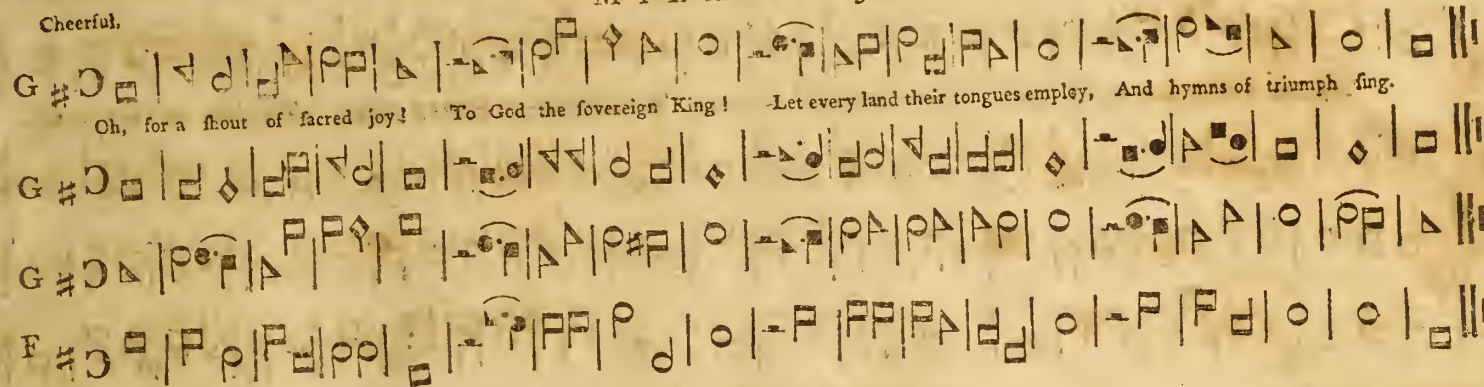 Cheerful.
G
Oh, for a ſhout of ſacred joy! To God the ſovereign King! Let every land their tongues employ, And hymns of triumph ſing.
G
G
F